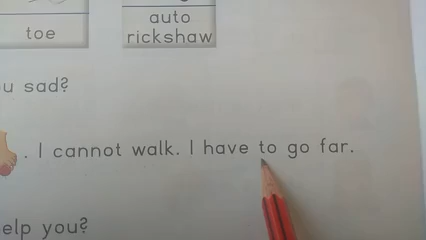 toe
auto
rickshaw
u sad?
. I cannot walk. I have to go far.
elp you?